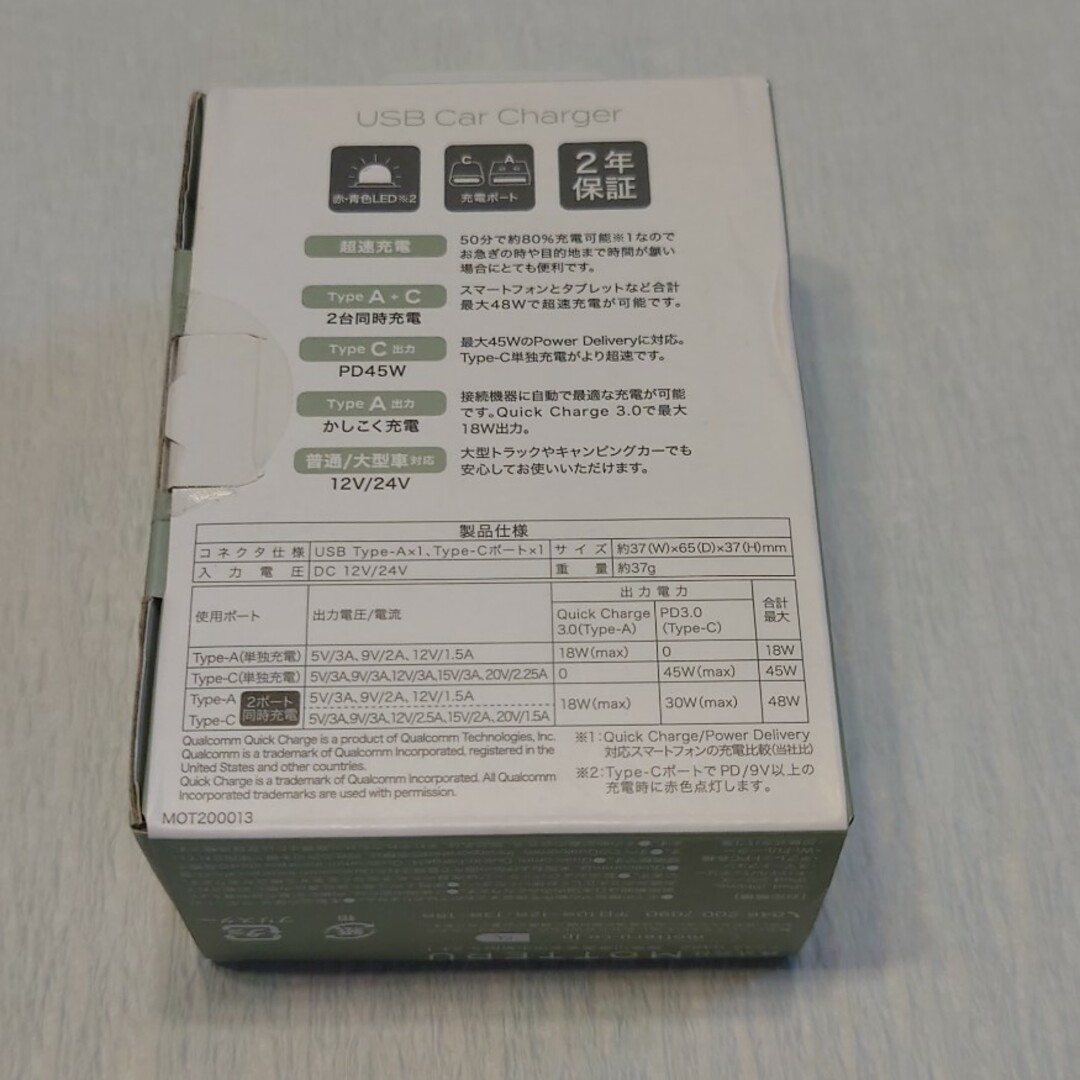 USB Car Charger
赤・青色LED※2
C A
充電ポート
2年
保証
超速充電
50分で約80%充電可能※1なので
お急ぎの時や目的地まで時間が無い
場合にとても便利です。
Type A + C
2台同時充電
スマートフォンとタブレットなど合計
最大48Wで超速充電が可能です。
Type C 出力
PD45W
最大45WのPower Deliveryに対応。
Type-C単独充電がより超速です。
Type A 出力
かしこく充電
接続機器に自動で最適な充電が可能
です。Quick Charge 3.0で最大
18W出力。
普通/大型車対応
12V/24V
大型トラックやキャンピングカーでも
安心してお使いいただけます。
製品仕様
コネクタ仕様 USB Type-A×1、Type-Cポート×1 サイズ 約37(W)×65(D)×37(H)mm
入力電圧 DC 12V/24V 重量 約37g
使用ポート 出力電圧/電流 出力電力 合計最大
Quick Charge 3.0(Type-A) PD3.0 (Type-C)
Type-A(単独充電) 5V/3A、9V/2A、12V/1.5A 18W(max) 0 18W
Type-C(単独充電) 5V/3A,9V/3A,12V/3A,15V/3A、20V/2.25A 0 45W(max) 45W
Type-A 2ポート同時充電 5V/3A、9V/2A、12V/1.5A 18W(max) 30W(max) 48W
Type-C 5V/3A,9V/3A,12V/2.5A,15V/2A、20V/1.5A
Qualcomm Quick Charge is a product of Qualcomm Technologies, Inc.
Qualcomm is a trademark of Qualcomm Incorporated, registered in the
United States and other countries.
Quick Charge is a trademark of Qualcomm Incorporated. All Qualcomm
Incorporated trademarks are used with permission.
※1:Quick Charge/Power Delivery
対応スマートフォンの充電比較(当社比)
※2:Type-CポートでPD/9V以上の
充電時に赤色点灯します。
MOT200013
プラ
ブリスター
紙
箱
MOTTERU